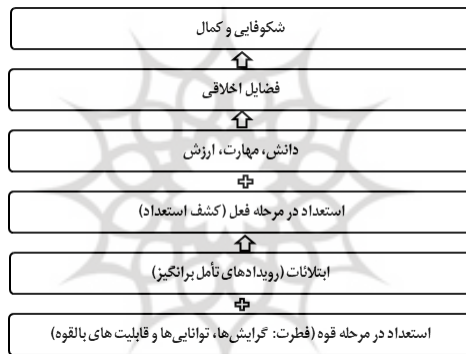 شکوفایی و کمال
فضایل اخلاقی
دانش، مهارت، ارزش
استعداد در مرحله فعل (کشف استعداد)
ابتلائات (رویدادهای تأمل برانگیز)
استعداد در مرحله قوه (فطرت: گرایش‌ها، توانایی‌ها و قابلیت های بالقوه)